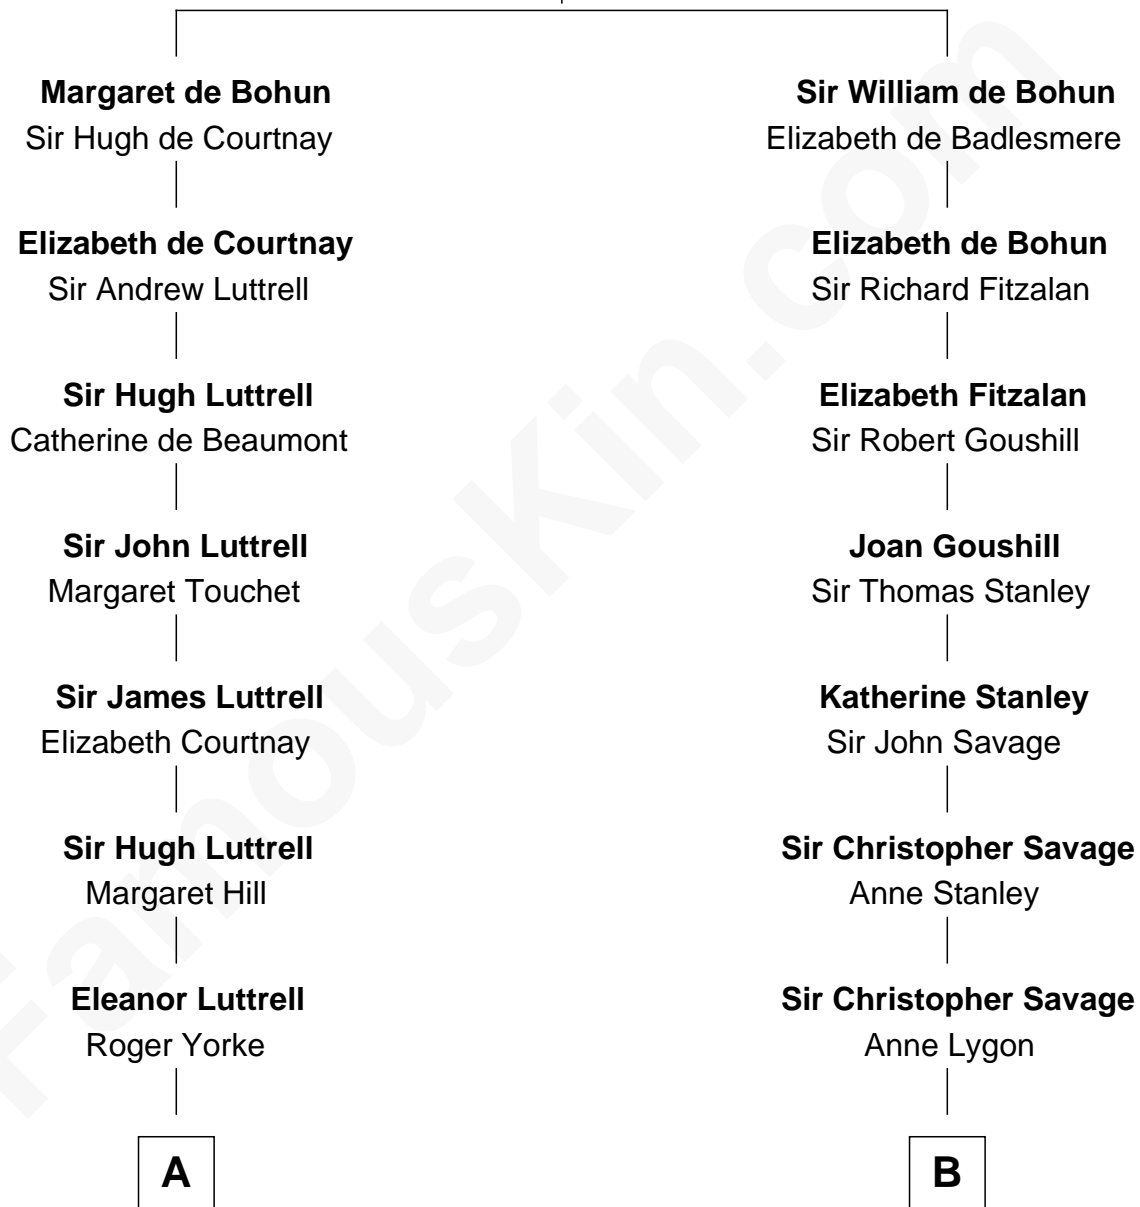 Margaret de Bohun
Sir Hugh de Courtnay
Elizabeth de Courtnay
Sir Andrew Luttrell
Sir Hugh Luttrell
Catherine de Beaumont
Sir John Luttrell
Margaret Touchet
Sir James Luttrell
Elizabeth Courtnay
Sir Hugh Luttrell
Margaret Hill
Eleanor Luttrell
Roger Yorke
A
Sir William de Bohun
Elizabeth de Badlesmere
Elizabeth de Bohun
Sir Richard Fitzalan
Elizabeth Fitzalan
Sir Robert Goushill
Joan Goushill
Sir Thomas Stanley
Katherine Stanley
Sir John Savage
Sir Christopher Savage
Anne Stanley
Sir Christopher Savage
Anne Lygon
B
FamousKin.com